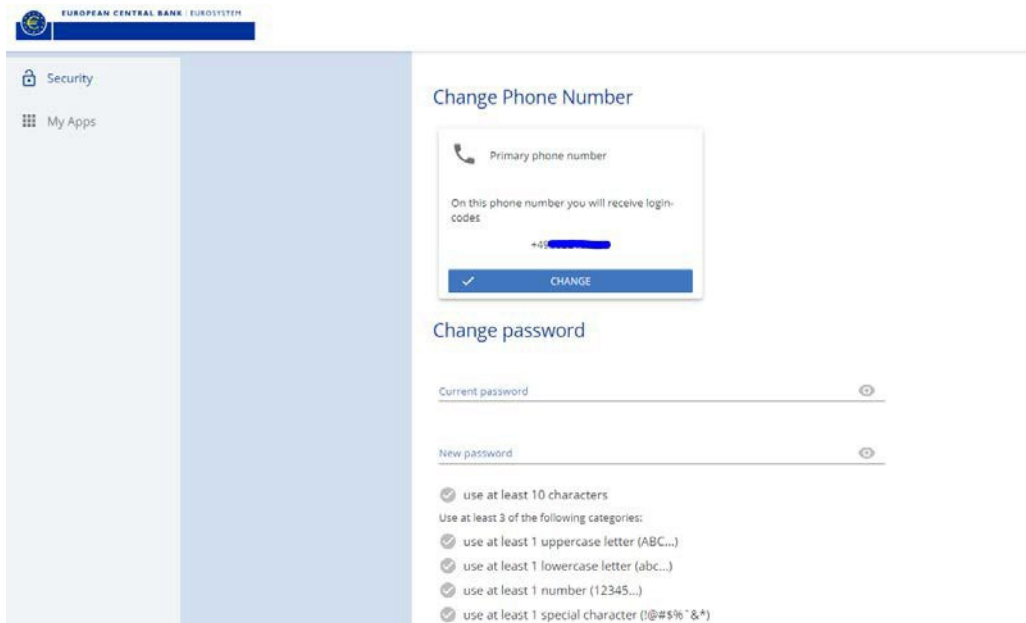 EUROPEAN CENTRAL BANK | EUROSYSTEM
Security
My Apps
Change Phone Number
Primary phone number
On this phone number you will receive login-
codes
+49
CHANGE
Change password
Current password
New password
use at least 10 characters
Use at least 3 of the following categories:
use at least 1 uppercase letter (ABC...)
use at least 1 lowercase letter (abc...)
use at least 1 number (12345...)
use at least 1 special character (!@#$%ˆ&*)